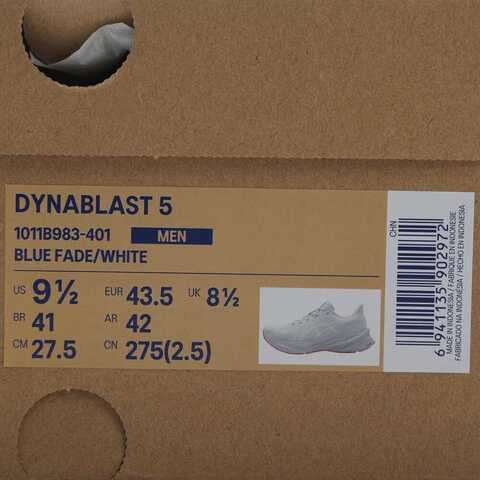 DYNABLAST 5
1011B983-401 MEN
BLUE FADE/WHITE
US 9½ EUR 43.5 UK 8½
BR 41 AR 42
CM 27.5 CN 275(2.5)
CHN
6 941135 902972
MADE IN INDONESIA / FABRIQUÉ EN INDONESIE
FABRICADO NA INDONESIA / HECHO EN INDONESIA